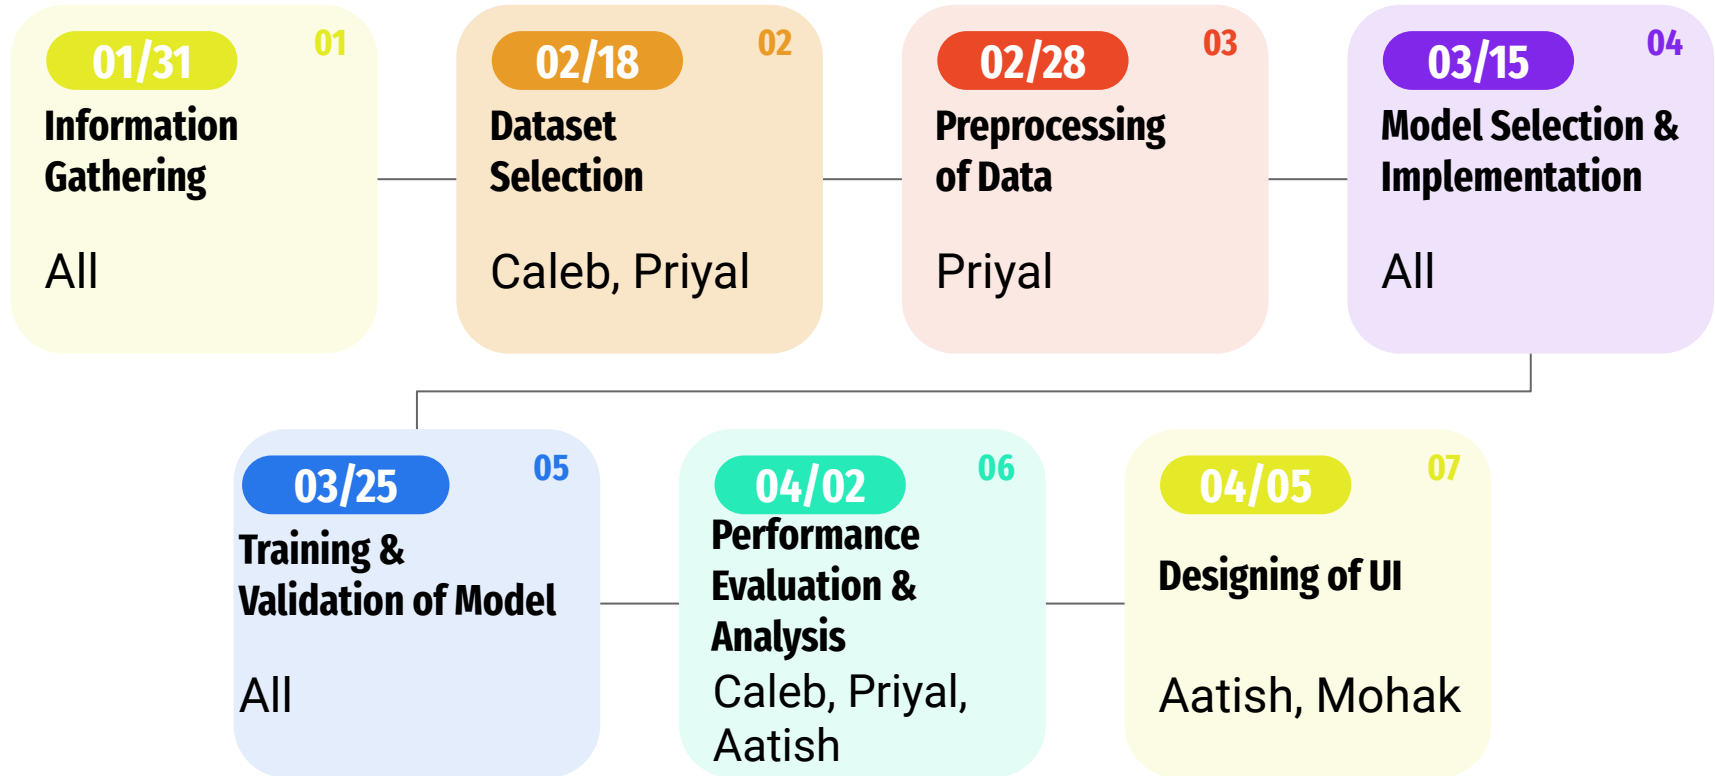 01/31
01
Information
Gathering
All
02/18
02
Dataset
Selection
Caleb, Priyal
02/28
03
Preprocessing
of Data
Priyal
03/15
04
Model Selection &
Implementation
All
03/25
05
Training &
Validation of Model
All
04/02
06
Performance
Evaluation &
Analysis
Caleb, Priyal,
Aatish
04/05
07
Designing of UI
Aatish, Mohak